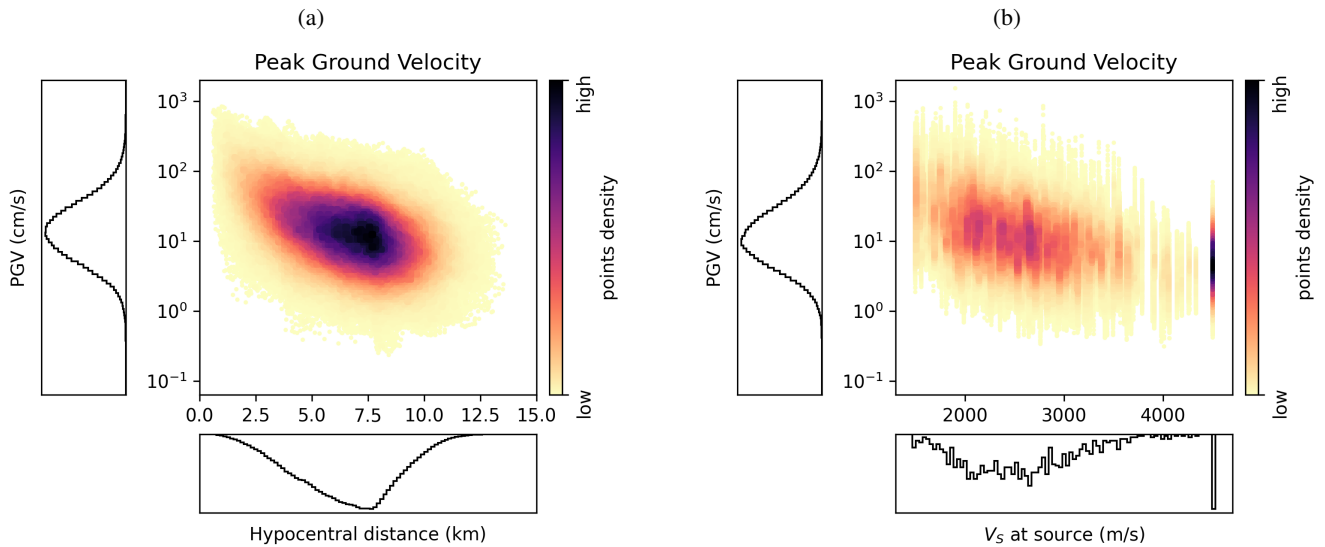 (a)
(b)
Peak Ground Velocity
PGV (cm/s)
10³
10²
10¹
10⁰
10⁻¹
0.0 2.5 5.0 7.5 10.0 12.5 15.0
high
points density
low
Hypocentral distance (km)
Peak Ground Velocity
PGV (cm/s)
10³
10²
10¹
10⁰
10⁻¹
2000 3000 4000
high
points density
low
V_S at source (m/s)